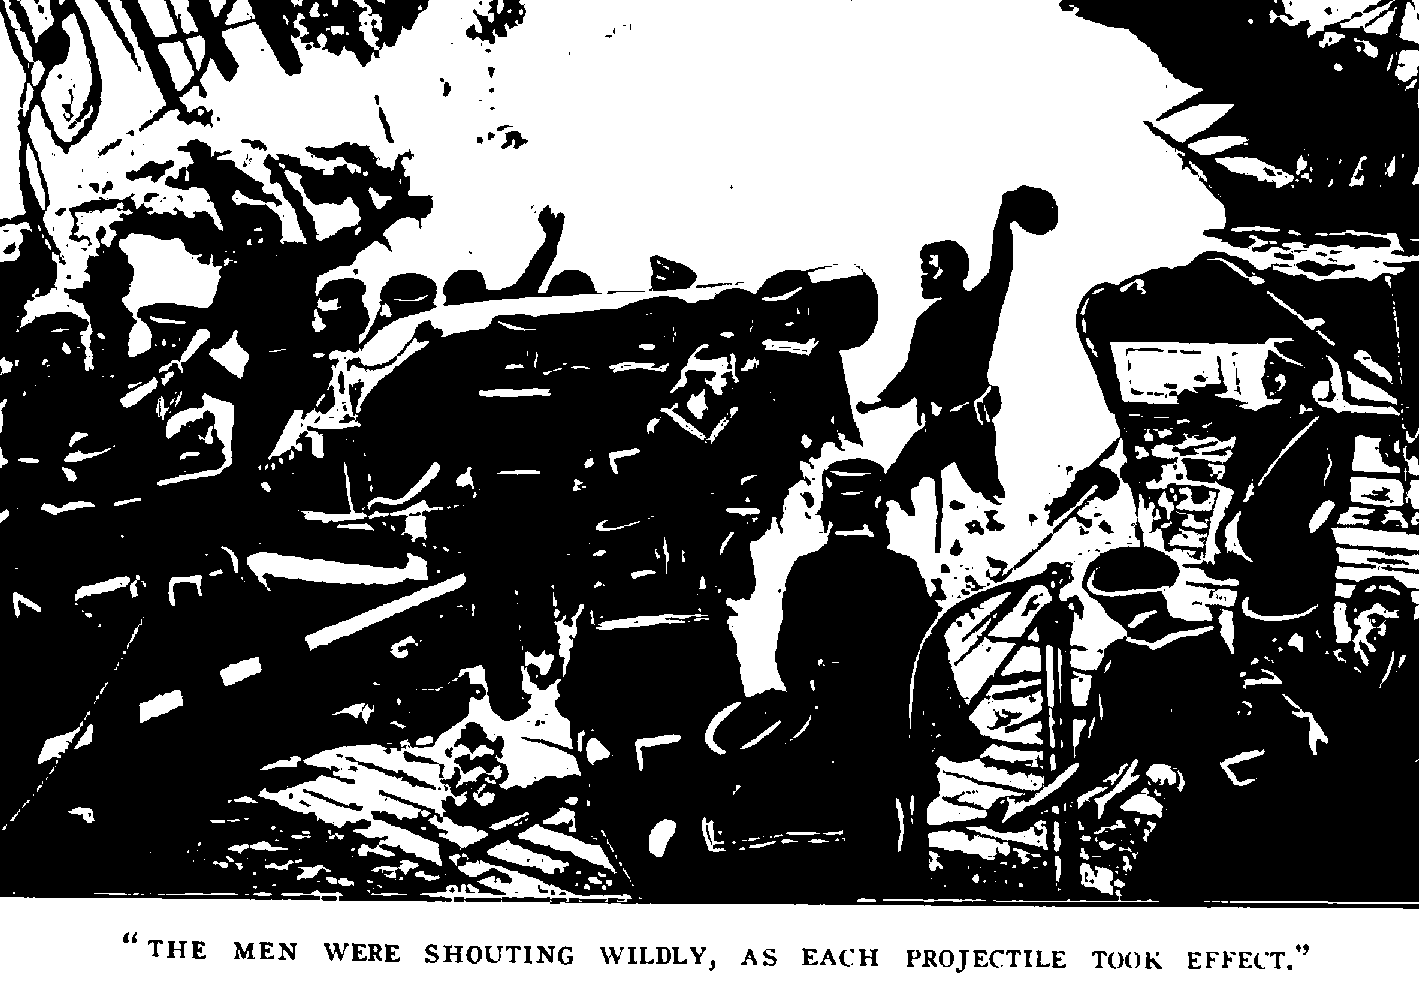 “THE MEN WERE SHOUTING WILDLY, AS EACH PROJECTILE TOOK EFFECT.”